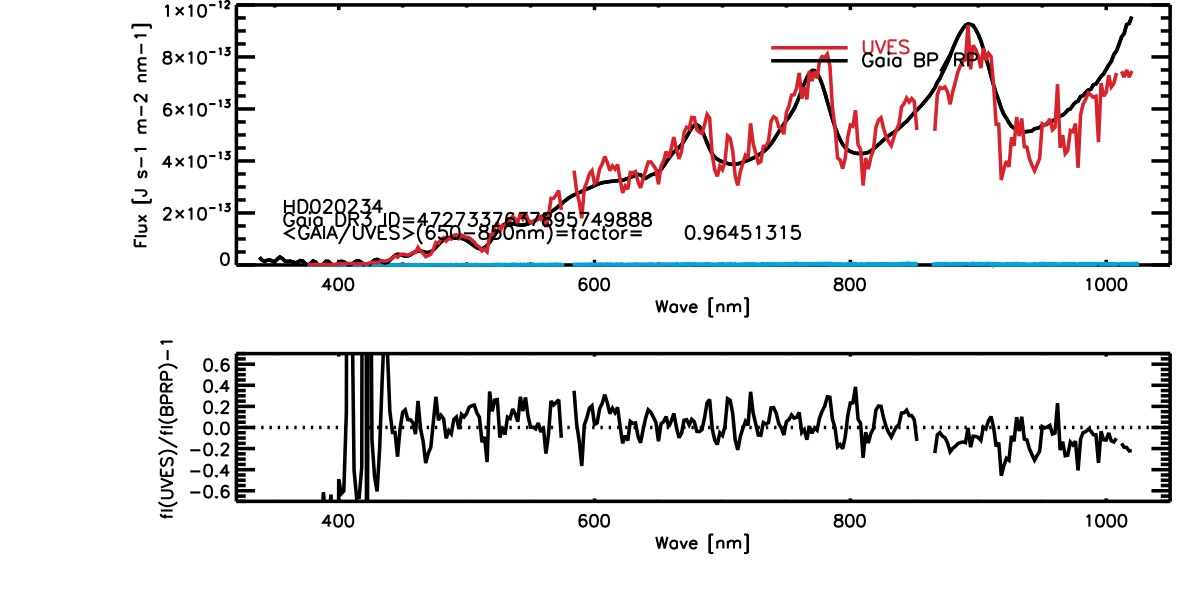 1×10⁻¹²
8×10⁻¹³
6×10⁻¹³
4×10⁻¹³
2×10⁻¹³
0
Flux [J s-1 m-2 nm-1]
UVES
Gaia BP RP
HD020234
<GAIA/UVES>(650-860nm)=factor= 0.96451315
400 600 800 1000
Wave [nm]
fl(UVES)/fl(BPRP)-1
0.6
0.4
0.2
0.0
-0.2
-0.4
-0.6
400 600 800 1000
Wave [nm]